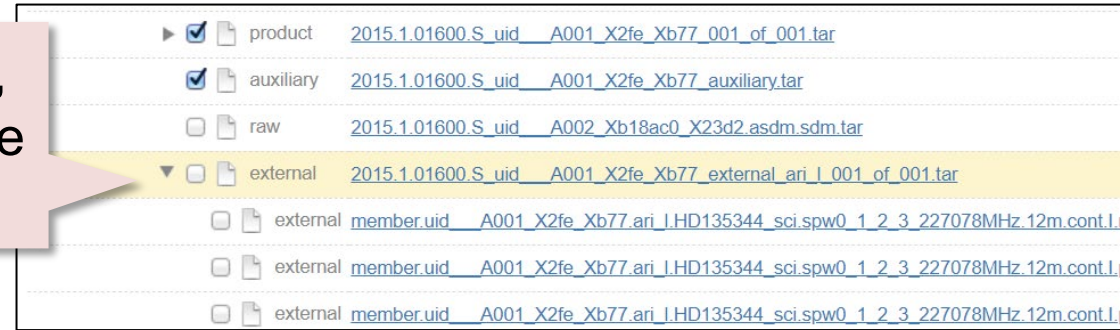 product 2015.1.01600.S_uid___A001_X2fe_Xb77_001_of_001.tar
auxiliary 2015.1.01600.S_uid___A001_X2fe_Xb77_auxiliary.tar
raw 2015.1.01600.S_uid___A002_Xb18ac0_X23d2.asdm.sdm.tar
external 2015.1.01600.S_uid___A001_X2fe_Xb77_external_ari_l_001_of_001.tar
external member.uid___A001_X2fe_Xb77.ari_l.HD135344_sci.spw0_1_2_3_227078MHz.12m.cont.I.
external member.uid___A001_X2fe_Xb77.ari_l.HD135344_sci.spw0_1_2_3_227078MHz.12m.cont.I.
external member.uid___A001_X2fe_Xb77.ari_l.HD135344_sci.spw0_1_2_3_227078MHz.12m.cont.I.